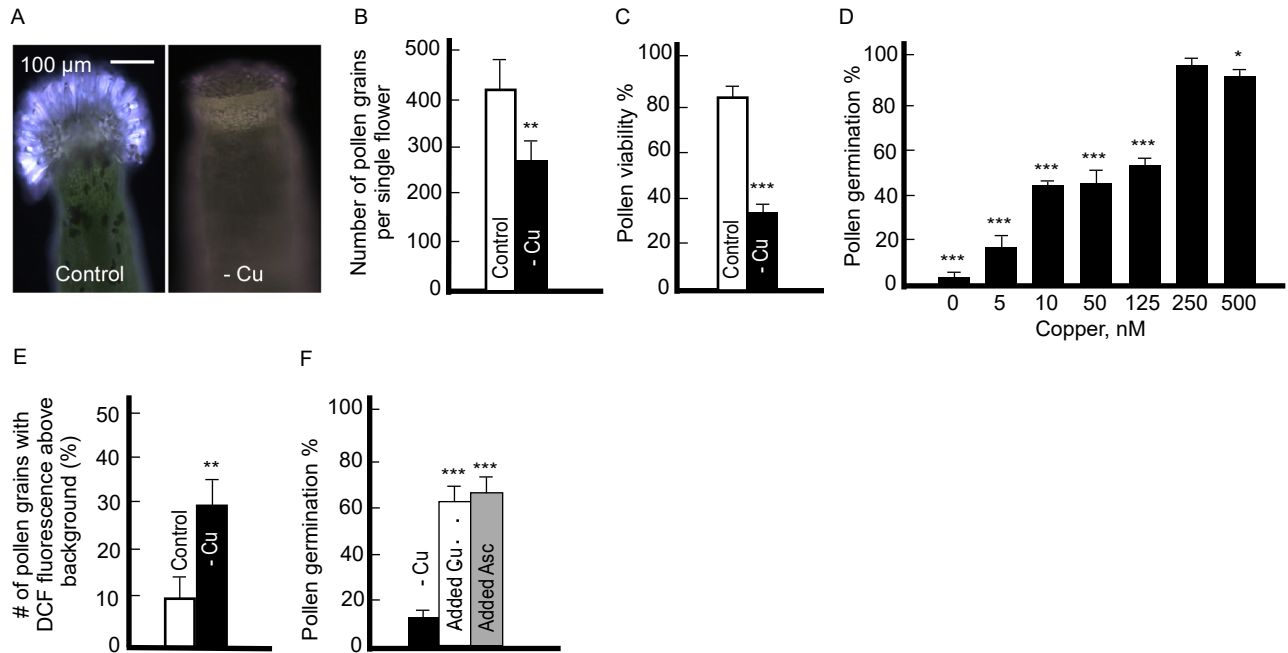 A
100 µm
Control
- Cu
B
Number of pollen grains
per single flower
500
400
300
200
100
0
**
Control
- Cu
C
Pollen viability %
100
80
60
40
20
0
***
Control
- Cu
D
Pollen germination %
100
80
60
40
20
0
***
***
***
***
***
*
0 5 10 50 125 250 500
Copper, nM
E
# of pollen grains with
DCF fluorescence above
background (%)
50
40
30
20
10
0
**
Control
- Cu
F
Pollen germination %
100
80
60
40
20
0
*** ***
- Cu
Added Cu
Added Asc